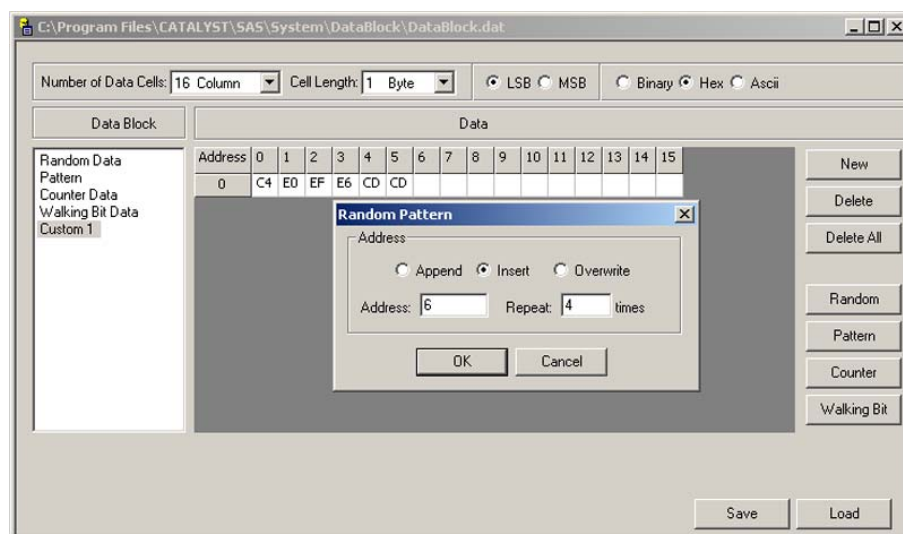 C:\Program Files\CATALYST\SAS\System\DataBlock\DataBlock.dat
Number of Data Cells: 16 Column Cell Length: 1 Byte LSB MSB Binary Hex Ascii
Data Block Data
Random Data
Pattern
Counter Data
Walking Bit Data
Custom 1
Address 0 1 2 3 4 5 6 7 8 9 10 11 12 13 14 15
0 C4 E0 EF E6 CD CD
Random Pattern
Address
Append Insert Overwrite
Address: 6 Repeat: 4 times
OK Cancel
New
Delete
Delete All
Random
Pattern
Counter
Walking Bit
Save Load